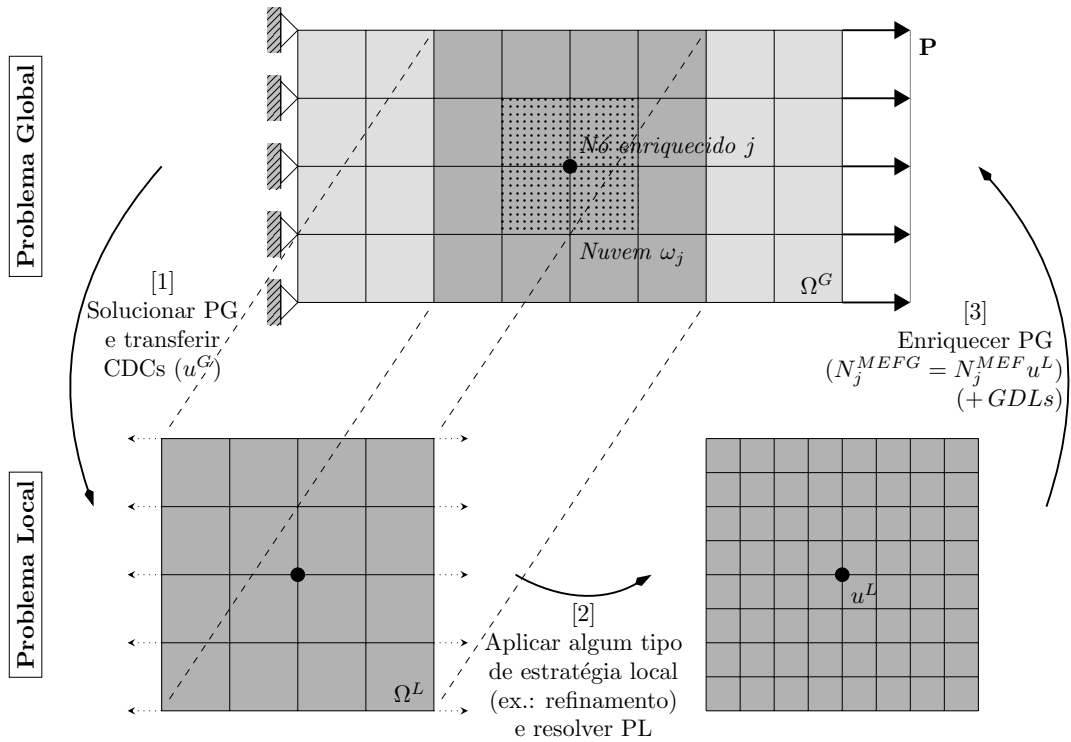 Problema Global
P
Nó enriquecido j
Nuvem ω_j
Ω^G
[1]
Solucionar PG
e transferir
CDCs (u^G)
[3]
Enriquecer PG
(N_j^{MEFG} = N_j^{MEF} u^L)
(+ GDLs)
Problema Local
Ω^L
[2]
Aplicar algum tipo
de estratégia local
(ex.: refinamento)
e resolver PL
u^L